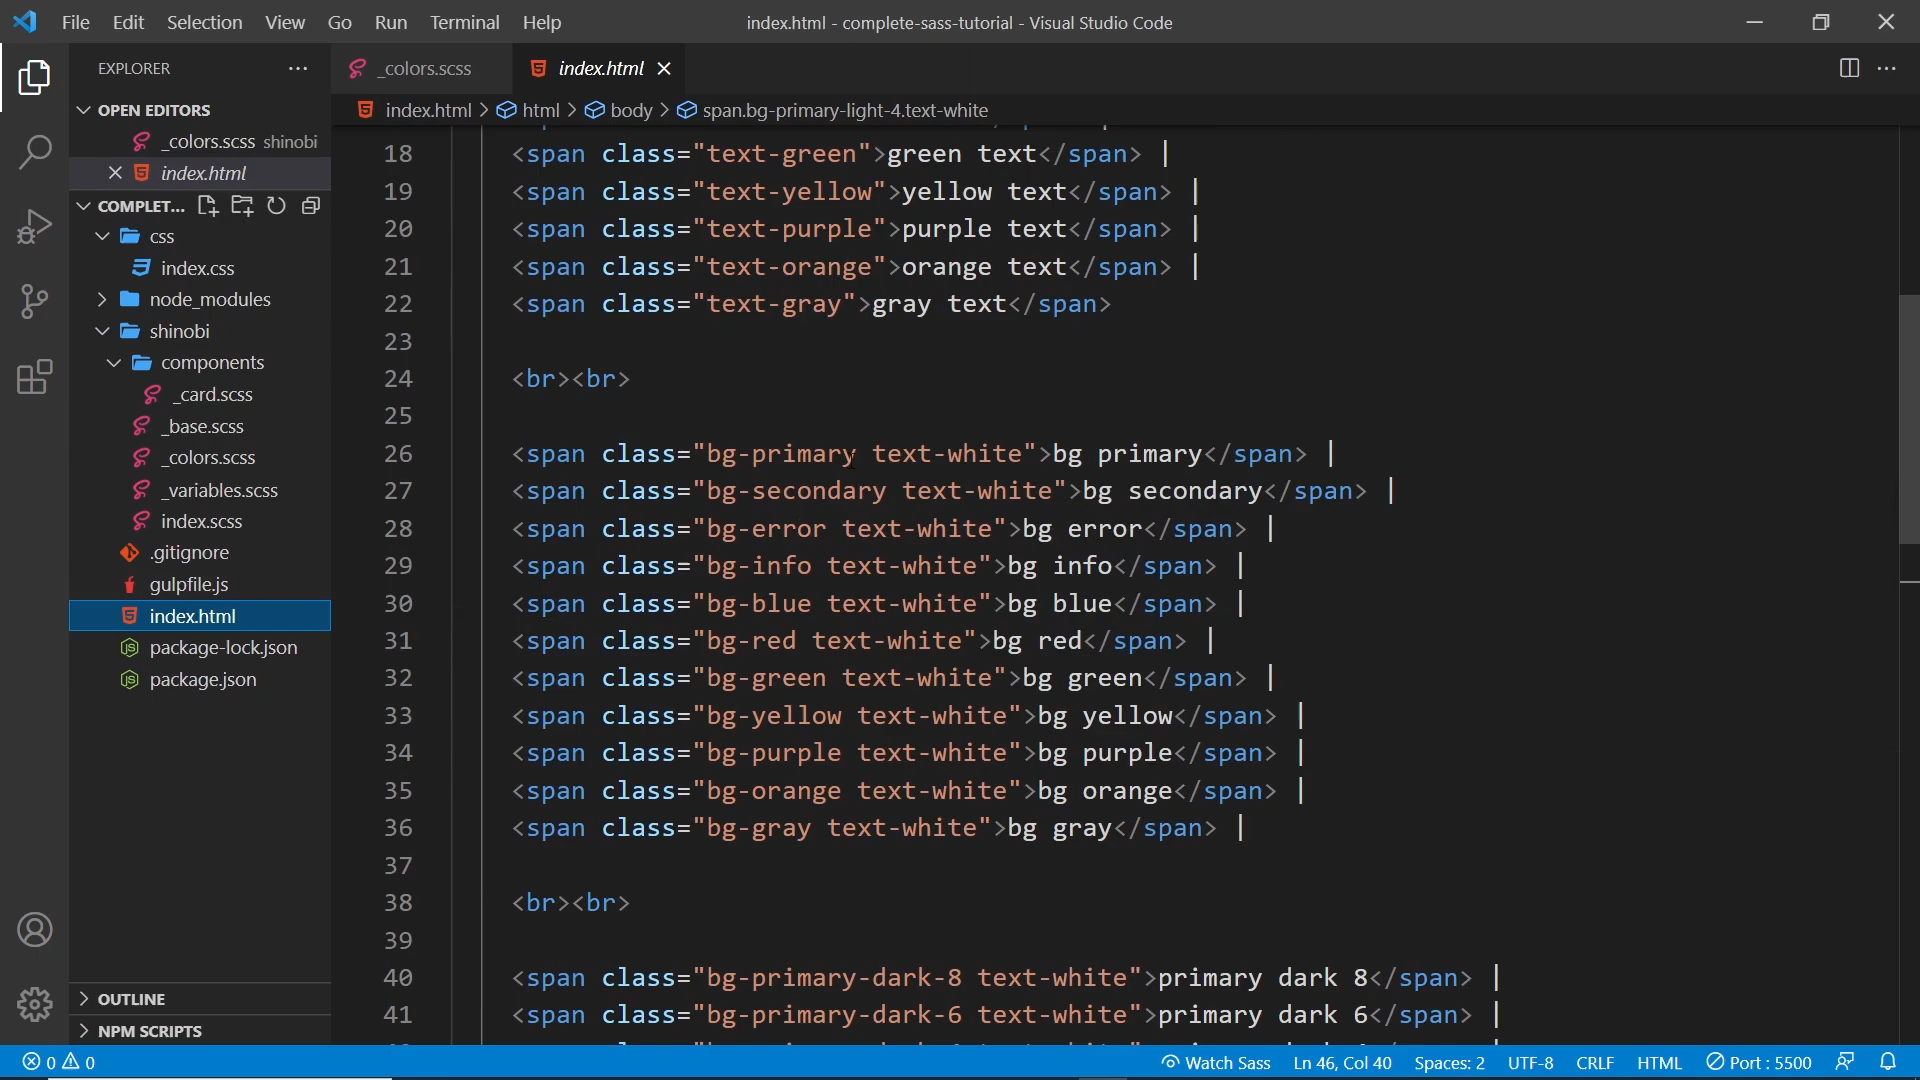 File Edit Selection View Go Run Terminal Help
index.html - complete-sass-tutorial - Visual Studio Code
EXPLORER
_colors.scss
index.html
OPEN EDITORS
index.html > html > body > span.bg-primary-light-4.text-white
_colors.scss shinobi
index.html
COMPLET...
css
index.css
node_modules
shinobi
components
_card.scss
_base.scss
_colors.scss
_variables.scss
index.scss
.gitignore
gulpfile.js
index.html
package-lock.json
package.json
OUTLINE
NPM SCRIPTS
18 <span class="text-green">green text</span> |
19 <span class="text-yellow">yellow text</span> |
20 <span class="text-purple">purple text</span> |
21 <span class="text-orange">orange text</span> |
22 <span class="text-gray">gray text</span>
23
24 <br><br>
25
26 <span class="bg-primary text-white">bg primary</span> |
27 <span class="bg-secondary text-white">bg secondary</span> |
28 <span class="bg-error text-white">bg error</span> |
29 <span class="bg-info text-white">bg info</span> |
30 <span class="bg-blue text-white">bg blue</span> |
31 <span class="bg-red text-white">bg red</span> |
32 <span class="bg-green text-white">bg green</span> |
33 <span class="bg-yellow text-white">bg yellow</span> |
34 <span class="bg-purple text-white">bg purple</span> |
35 <span class="bg-orange text-white">bg orange</span> |
36 <span class="bg-gray text-white">bg gray</span> |
37
38 <br><br>
39
40 <span class="bg-primary-dark-8 text-white">primary dark 8</span> |
41 <span class="bg-primary-dark-6 text-white">primary dark 6</span> |
0 0 Watch Sass Ln 46, Col 40 Spaces: 2 UTF-8 CRLF HTML Port : 5500